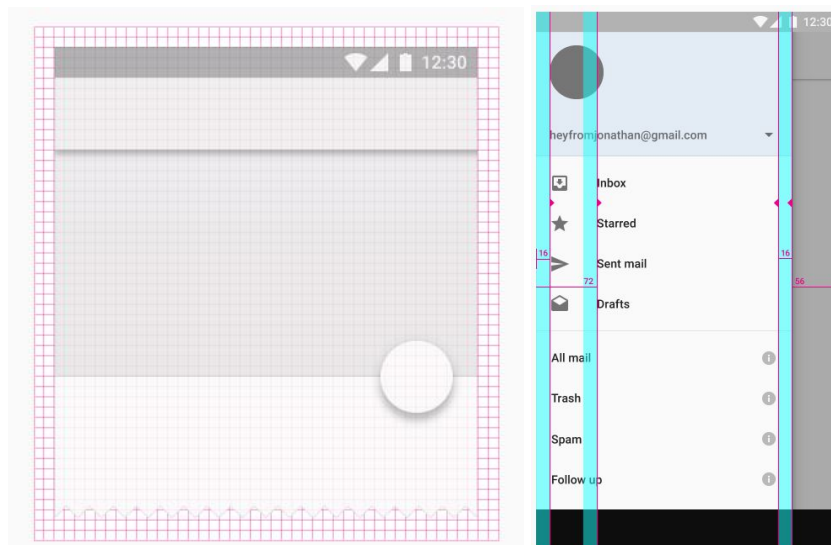 12:30
12:30
heyfromjonathan@gmail.com
Inbox
Starred
16
16
Sent mail
72
56
Drafts
All mail
Trash
Spam
Follow up